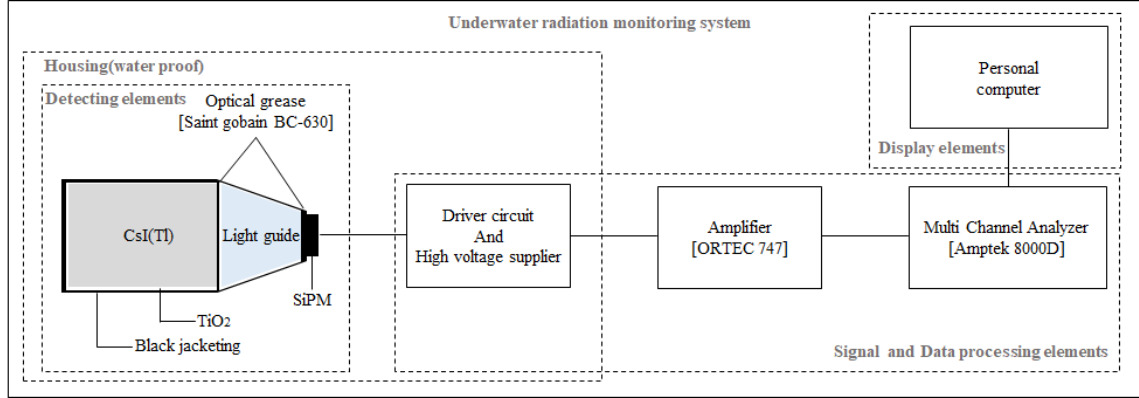 Underwater radiation monitoring system
Housing(water proof)
Detecting elements
Optical grease
[Saint gobain BC-630]
CsI(Tl)
Light guide
SiPM
TiO₂
Black jacketing
Driver circuit
And
High voltage supplier
Amplifier
[ORTEC 747]
Multi Channel Analyzer
[Amptek 8000D]
Personal
computer
Display elements
Signal and Data processing elements